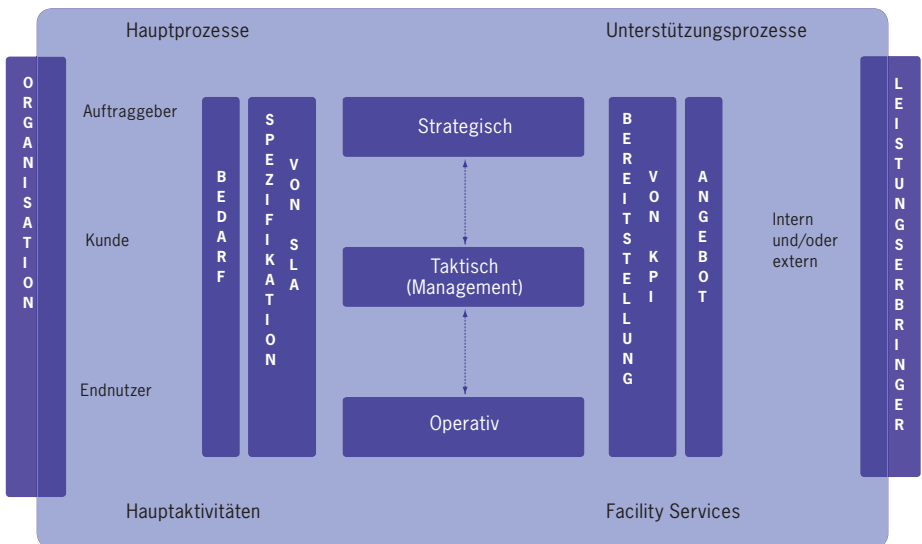 Hauptprozesse
Unterstützungsprozesse
ORGANISATION
Auftraggeber
Kunde
Endnutzer
BEDARF
SPEZIFIKATION
VON SLA
Strategisch
Taktisch
(Management)
Operativ
BEREITSTELLUNG
VON KPI
ANGEBOT
Intern
und/oder
extern
LEISTUNGSERBRINGER
Hauptaktivitäten
Facility Services